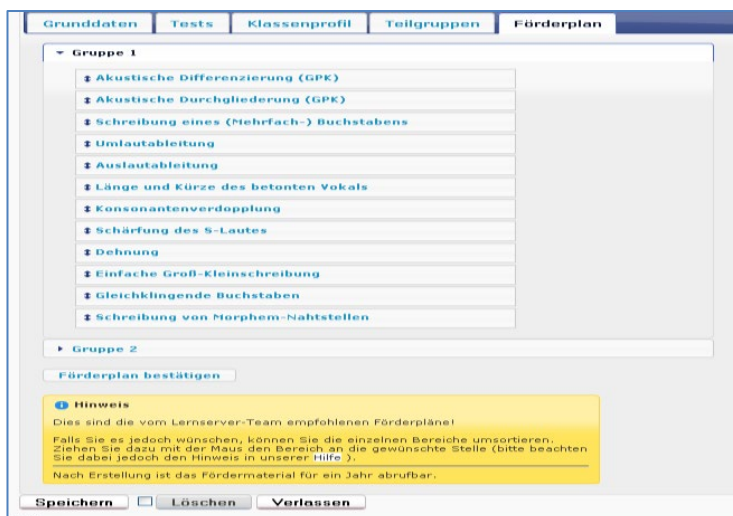 Grunddaten Tests Klassenprofil Teilgruppen Förderplan
Gruppe 1
Akustische Differenzierung (GPK)
Akustische Durchgliederung (GPK)
Schreibung eines (Mehrfach-) Buchstabens
Umlautableitung
Auslautableitung
Länge und Kürze des betonten Vokals
Konsonantenverdopplung
Schärfung des S-Lautes
Dehnung
Einfache Groß-Kleinschreibung
Gleichklingende Buchstaben
Schreibung von Morphem-Nahtstellen
Gruppe 2
Förderplan bestätigen
Hinweis
Dies sind die vom Lernserver-Team empfohlenen Förderpläne!
Falls Sie es jedoch wünschen, können Sie die einzelnen Bereiche umsortieren.
Ziehen Sie dazu mit der Maus den Bereich an die gewünschte Stelle (bitte beachten
Sie dabei jedoch den Hinweis in unserer Hilfe ).
Nach Erstellung ist das Fördermaterial für ein Jahr abrufbar.
Speichern Löschen Verlassen